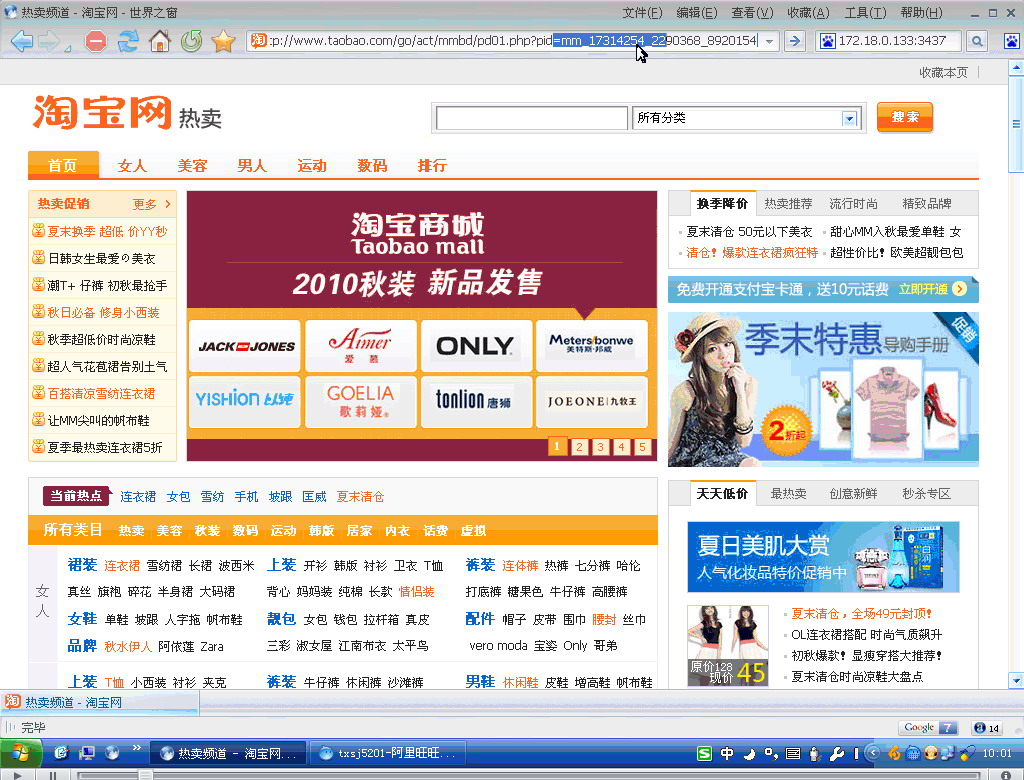 热卖频道 - 淘宝网 - 世界之窗 文件(F) 编辑(E) 查看(V) 收藏(A) 工具(T) 帮助(H)
淘 :p://www.taobao.com/go/act/mmbd/pd01.php?pid=mm_17314254_2290368_8920154 172.18.0.133:3437
收藏本页
淘宝网 热卖 所有分类 搜索
首页 女人 美容 男人 运动 数码 排行
热卖促销 更多
夏末换季 超低 价YY秒
日韩女生最爱の美衣
潮T+ 仔裤 初秋最抢手
秋日必备 修身小西装
秋季超低价时尚凉鞋
超人气花苞裙告别土气
百搭清凉雪纺连衣裙
让MM尖叫的帆布鞋
夏季最热卖连衣裙5折
淘宝商城
Taobao mall
2010秋装 新品发售
JACK JONES Aimer 爱慕 ONLY Meters/bonwe 美特斯·邦威
YISHION 以纯 GOELIA 歌莉娅 tonlion 唐狮 JOEONE 九牧王
1 2 3 4 5
换季降价 热卖推荐 流行时尚 精致品牌
夏末清仓 50元以下美衣 甜心MM入秋最爱单鞋 女
清仓! 爆款连衣裙疯狂特 超性价比! 欧美超靓包包
免费开通支付宝卡通，送10元话费 立即开通
季末特惠导购手册
促销
2折起
当前热点 连衣裙 女包 雪纺 手机 坡跟 匡威 夏末清仓
所有类目 热卖 美容 秋装 数码 运动 韩版 居家 内衣 话费 虚拟
女人
裙装 连衣裙 雪纺裙 长裙 波西米 上装 开衫 韩版 衬衫 卫衣 T恤 裤装 连体裤 热裤 七分裤 哈伦
真丝 旗袍 碎花 半身裙 大码裙 背心 妈妈装 纯棉 长款 情侣装 打底裤 糖果色 牛仔裤 高腰裤
女鞋 单鞋 坡跟 人字拖 帆布鞋 靓包 女包 钱包 拉杆箱 真皮 配件 帽子 皮带 围巾 腰封 丝巾
品牌 秋水伊人 阿依莲 Zara 三彩 淑女屋 江南布衣 太平鸟 vero moda 宝姿 Only 哥弟
上装 T恤 小西装 衬衫 夹克 裤装 牛仔裤 休闲裤 沙滩裤 男鞋 休闲鞋 皮鞋 增高鞋 帆布鞋
天天低价 最热卖 创意新鲜 秒杀专区
夏日美肌大赏
人气化妆品特价促销中
原价128
现价 45
夏末清仓，全场49元封顶!
OL连衣裙搭配 时尚气质飙升
初秋爆款! 显瘦穿搭大推荐!
夏末清仓时尚凉鞋大盘点
淘 热卖频道 - 淘宝网
完毕 Google 7 14
热卖频道 - 淘宝网... txsj5201-阿里旺旺... S 中 10:01